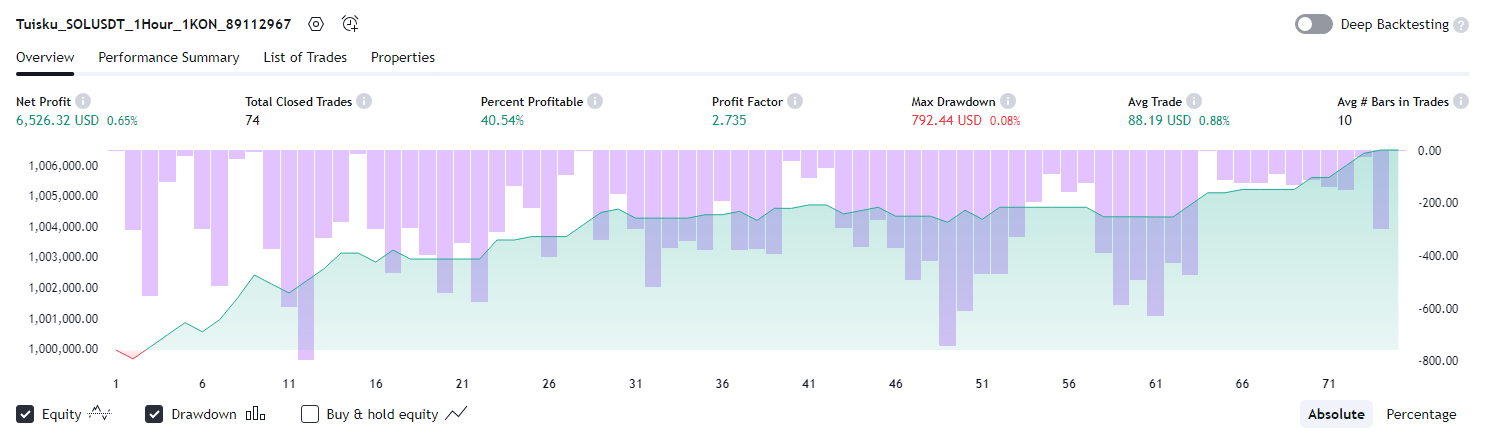 Tuisku_SOLUSDT_1Hour_1KON_89112967
Deep Backtesting ?
Overview Performance Summary List of Trades Properties
Net Profit Total Closed Trades Percent Profitable Profit Factor Max Drawdown Avg Trade Avg # Bars in Trades
6,526.32 USD 0.65% 74 40.54% 2.735 792.44 USD 0.08% 88.19 USD 0.88% 10
1,006,000.00
1,005,000.00
1,004,000.00
1,003,000.00
1,002,000.00
1,001,000.00
1,000,000.00
0.00
-200.00
-400.00
-600.00
-800.00
1 6 11 16 21 26 31 36 41 46 51 56 61 66 71
Equity Drawdown Buy & hold equity Absolute Percentage